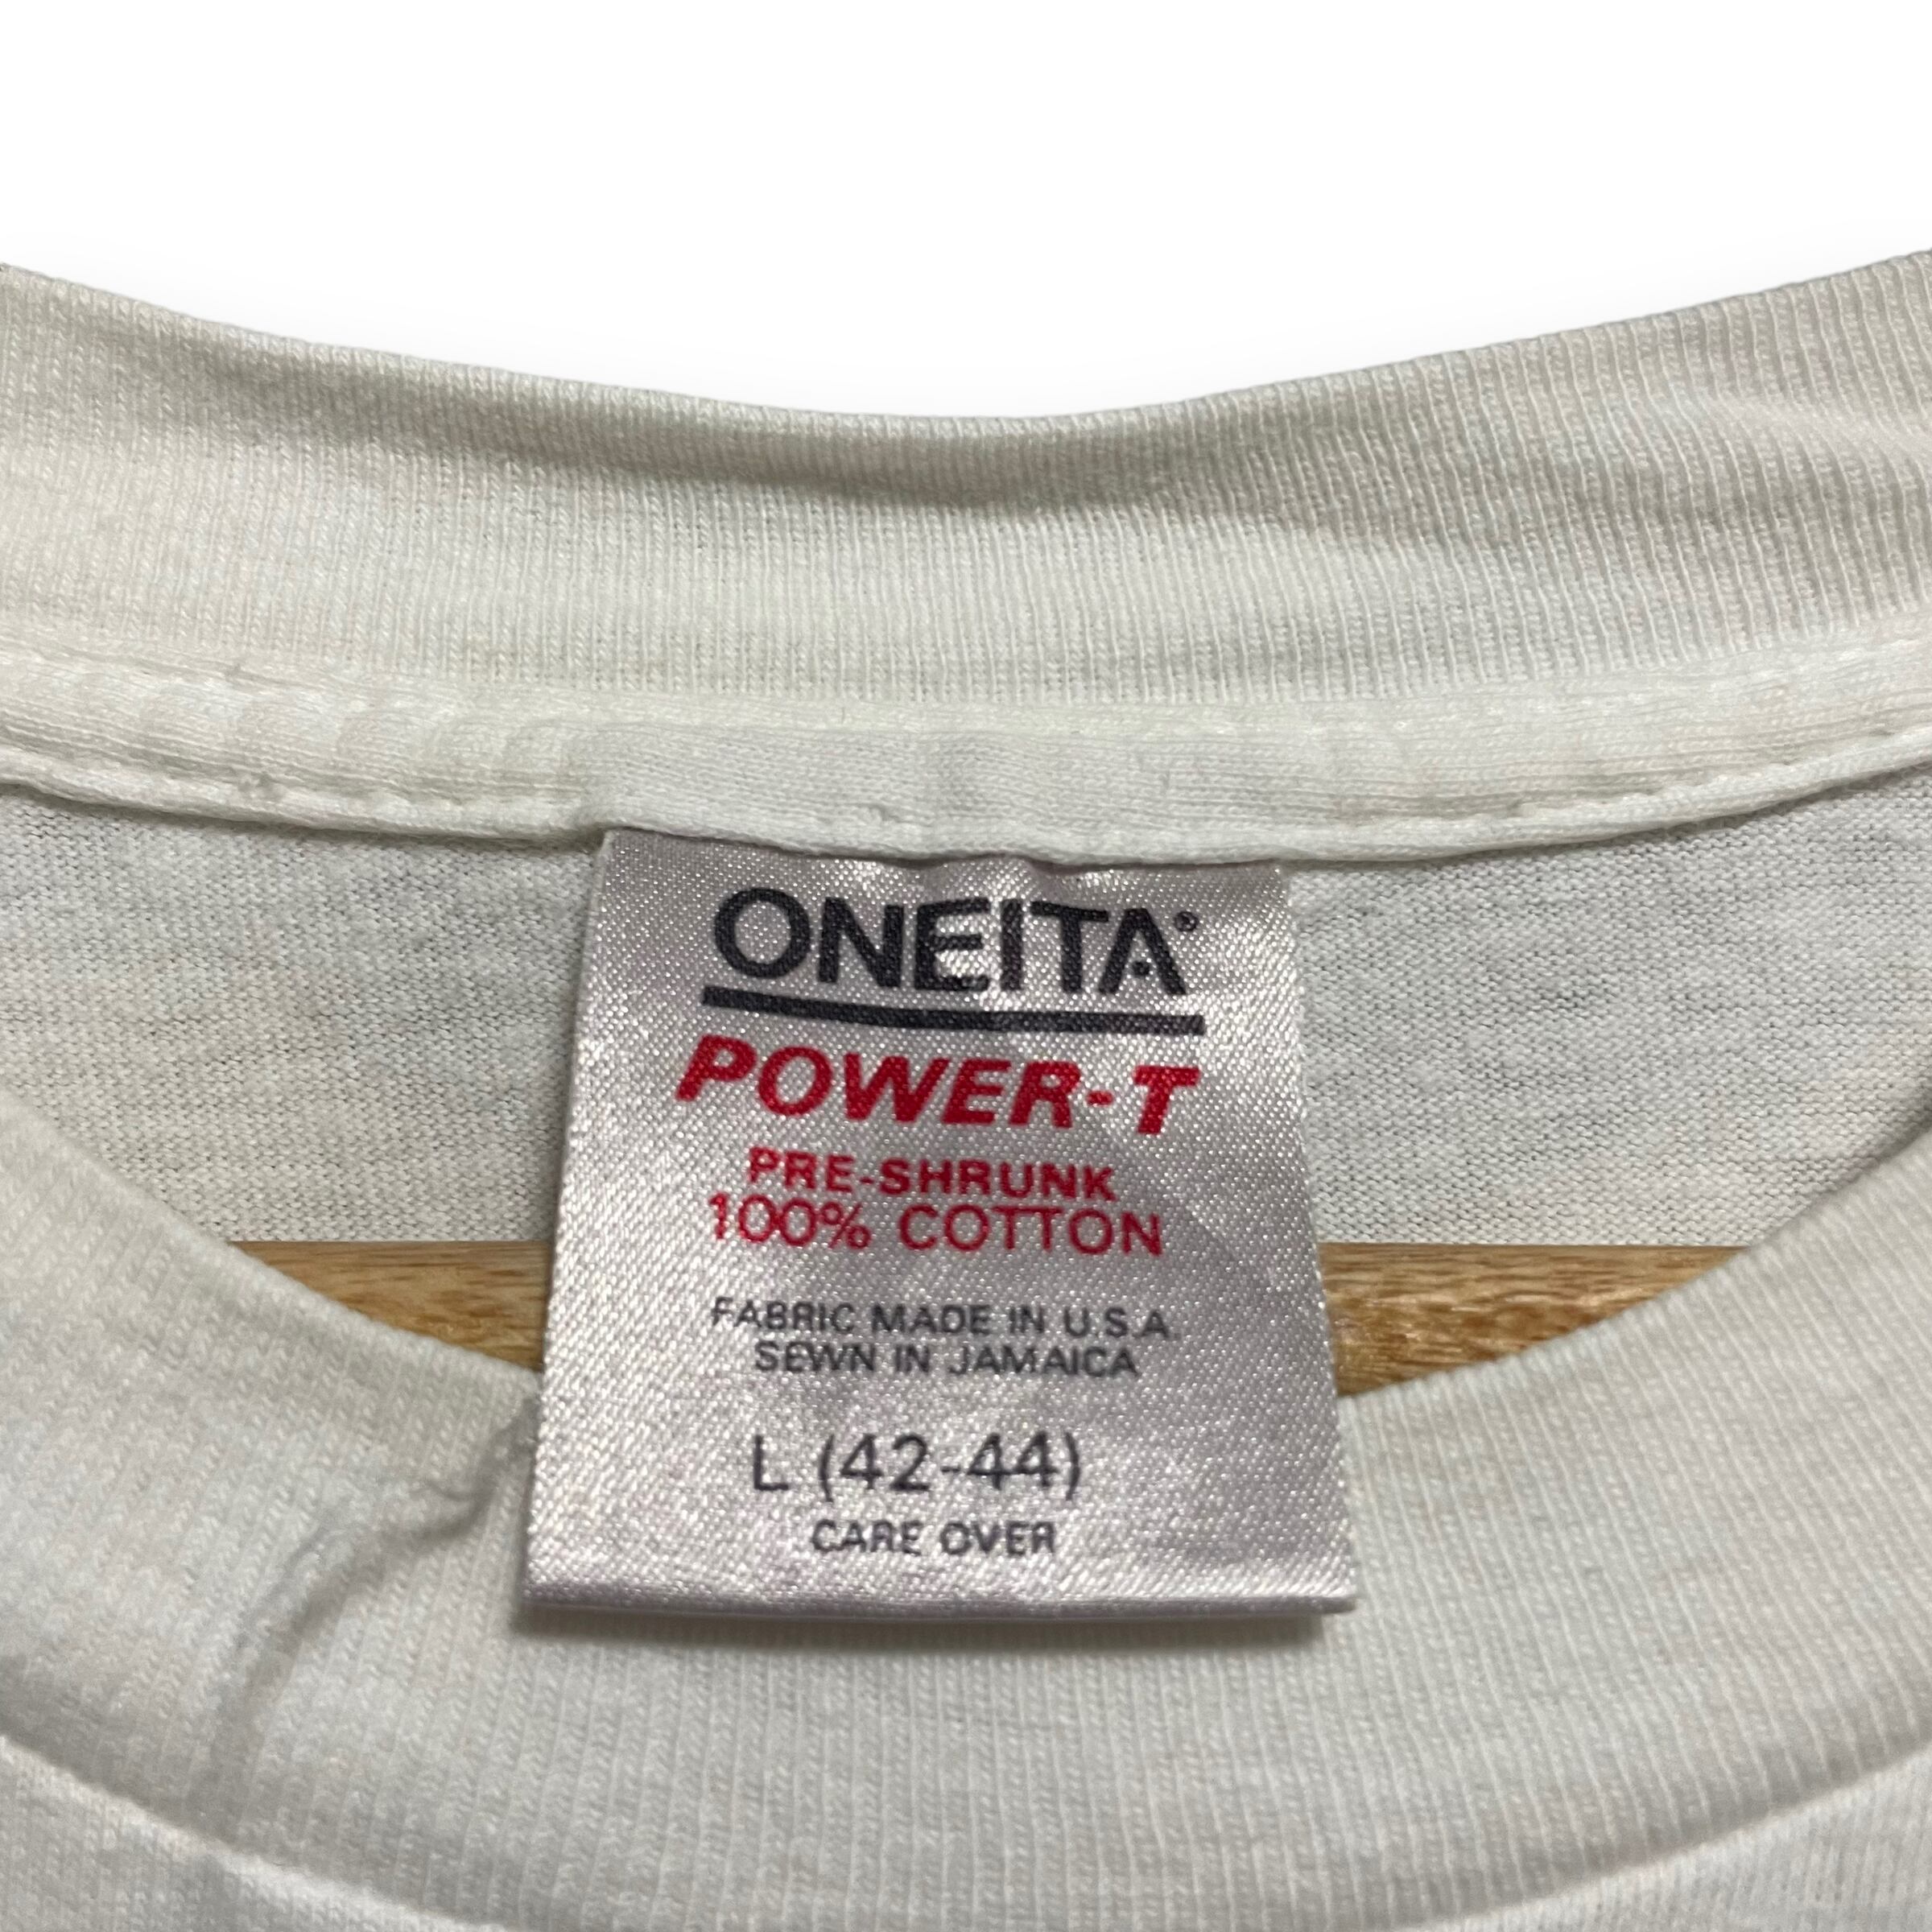 ONEITA®
POWER-T
PRE-SHRUNK
100% COTTON
FABRIC MADE IN U.S.A.
SEWN IN JAMAICA
L (42-44)
CARE OVER